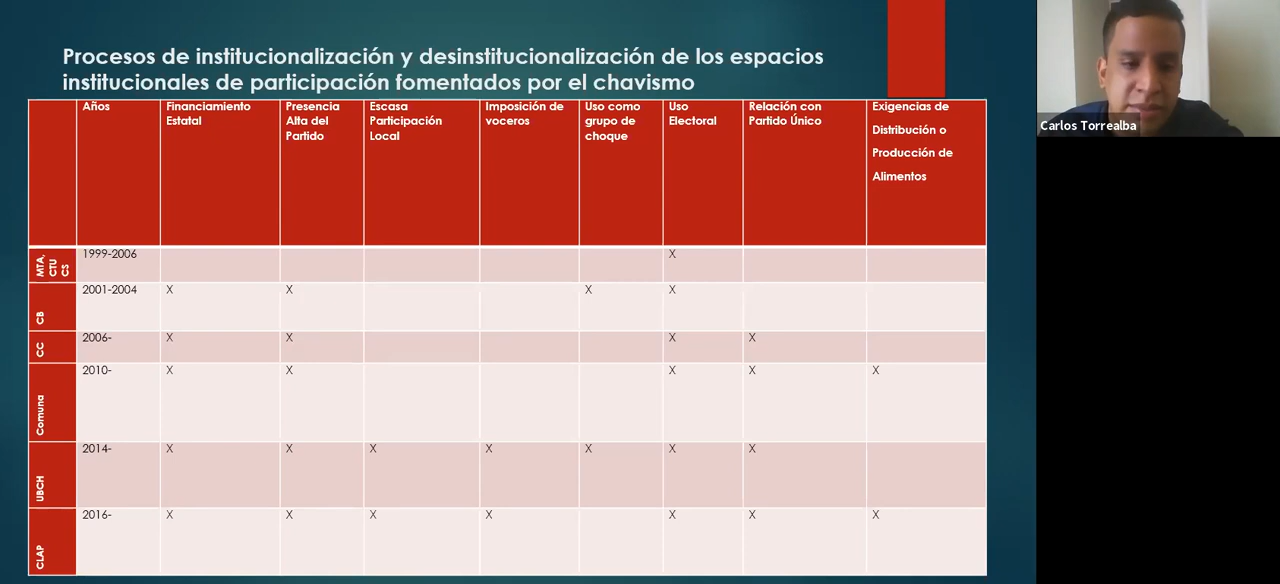 Procesos de institucionalización y desinstitucionalización de los espacios
institucionales de participación fomentados por el chavismo
Carlos Torrealba
Años
Financiamiento
Estatal
Presencia
Alta del
Partido
Escasa
Participación
Local
Imposición de
voceros
Uso como
grupo de
choque
Uso
Electoral
Relación con
Partido Único
Exigencias de
Distribución o
Producción de
Alimentos
MTA,
CTU
CS
1999-2006
X
CB
2001-2004
X
X
X
X
CC
2006-
X
X
X
X
Comuna
2010-
X
X
X
X
X
UBCH
2014-
X
X
X
X
X
X
X
CLAP
2016-
X
X
X
X
X
X
X